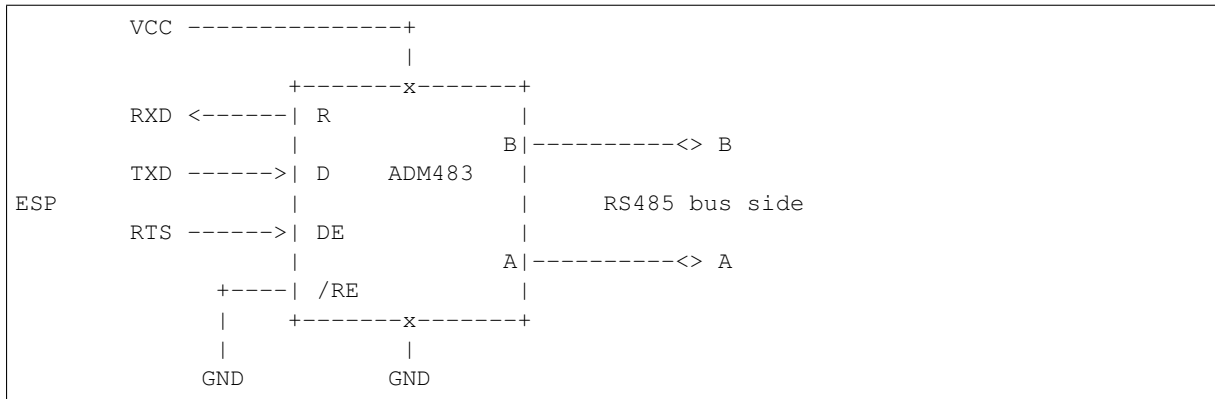 VCC ---------------+
|
+-------x-------+
RXD <------| R |
| B|----------<> B
TXD ------>| D ADM483 |
ESP | | RS485 bus side
RTS ------>| DE |
| A|----------<> A
+----| /RE |
| +-------x-------+
| |
GND GND